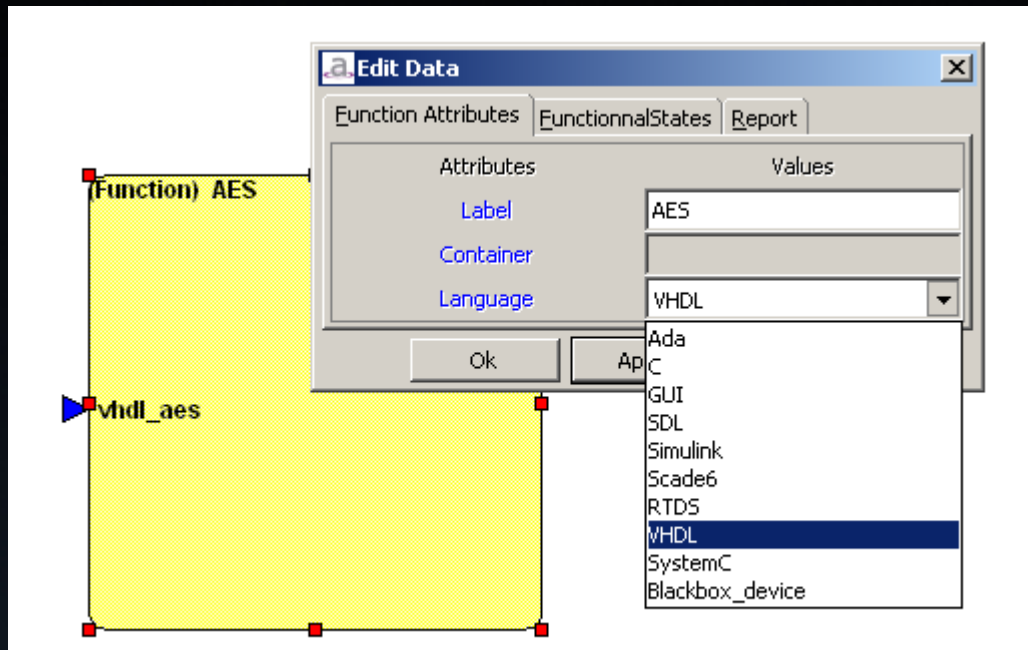 a Edit Data
Function Attributes FunctionnalStates Report
Attributes Values
(Function) AES
Label AES
Container
Language VHDL
Ok Ap
Ada
C
GUI
SDL
Simulink
Scade6
RTDS
VHDL
SystemC
Blackbox_device
vhdl_aes